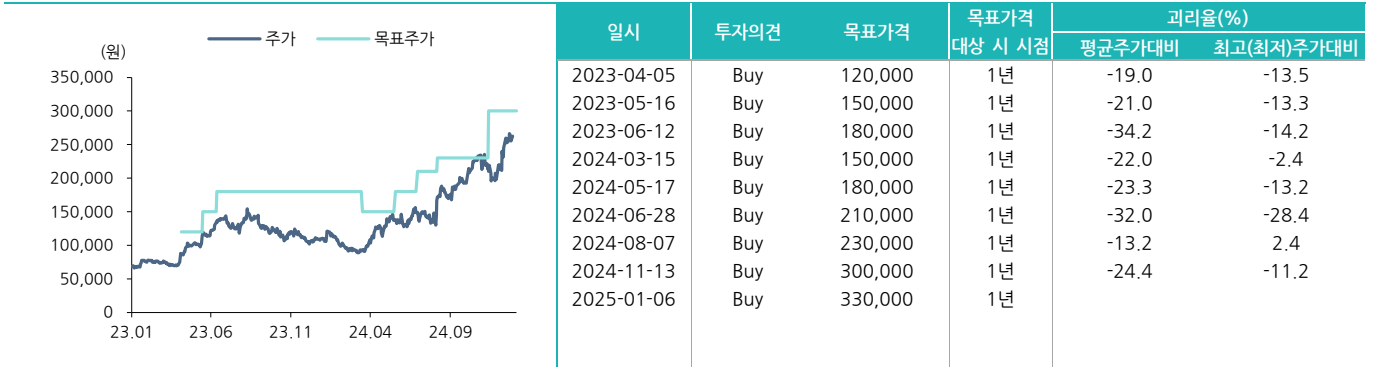 주가 목표주가
(원)
350,000
300,000
250,000
200,000
150,000
100,000
50,000
0
23.01 23.06 23.11 24.04 24.09
일시 투자의견 목표가격 목표가격 대상 시 시점 괴리율(%)
평균주가대비 최고(최저)주가대비
2023-04-05 Buy 120,000 1년 -19.0 -13.5
2023-05-16 Buy 150,000 1년 -21.0 -13.3
2023-06-12 Buy 180,000 1년 -34.2 -14.2
2024-03-15 Buy 150,000 1년 -22.0 -2.4
2024-05-17 Buy 180,000 1년 -23.3 -13.2
2024-06-28 Buy 210,000 1년 -32.0 -28.4
2024-08-07 Buy 230,000 1년 -13.2 2.4
2024-11-13 Buy 300,000 1년 -24.4 -11.2
2025-01-06 Buy 330,000 1년